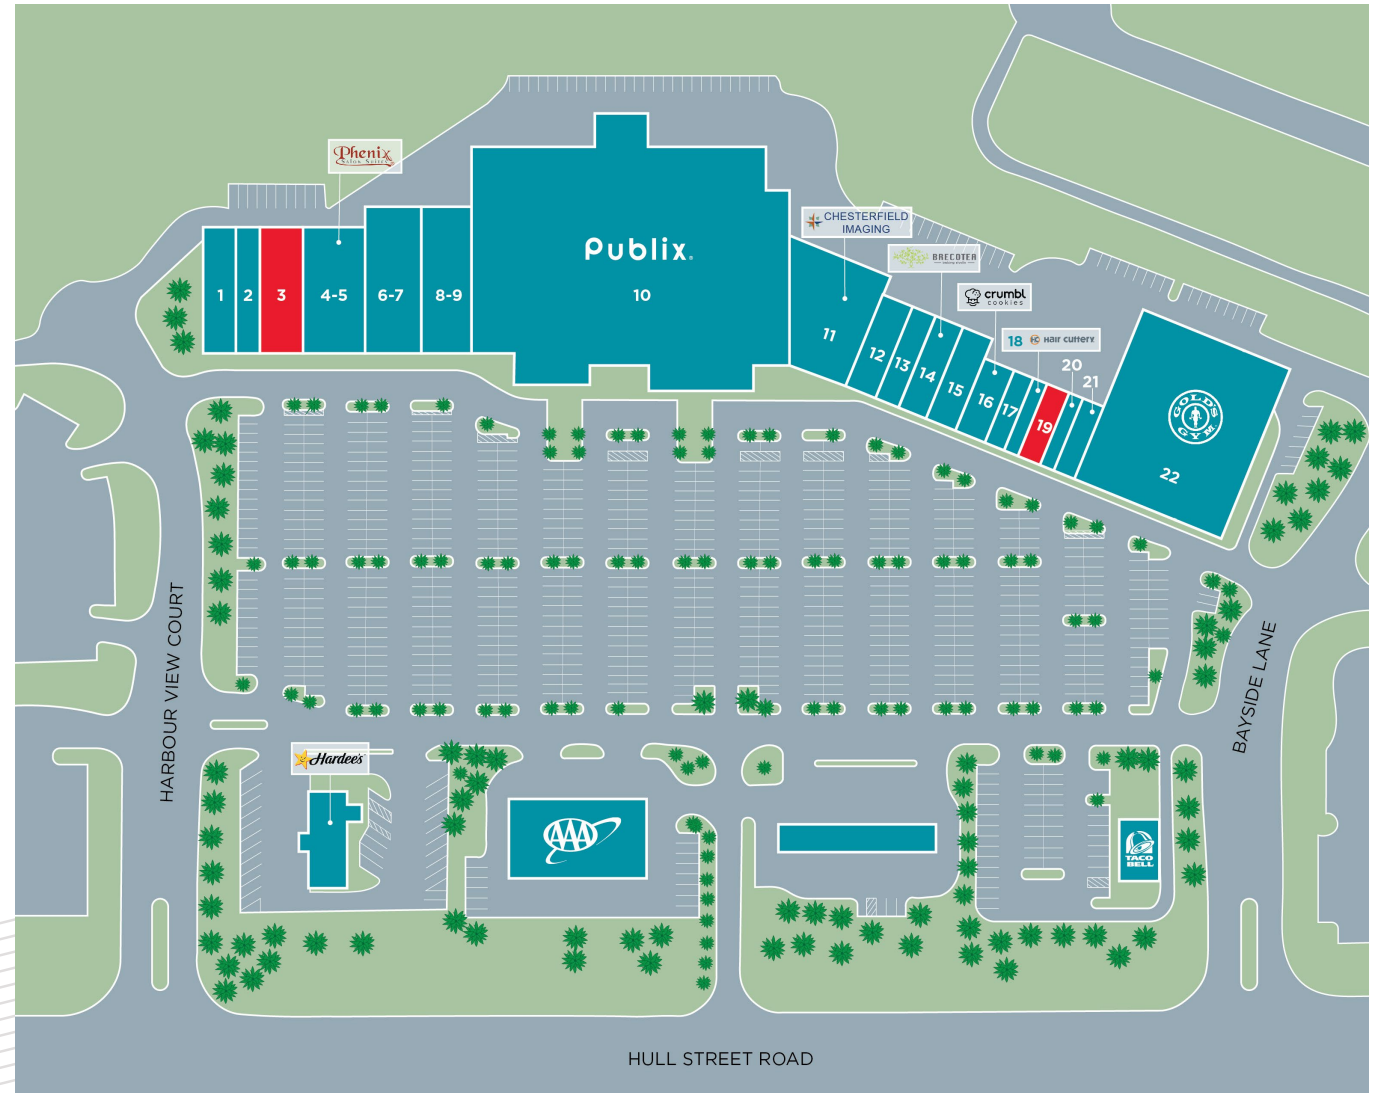 Phenix
Salon Suites
CHESTERFIELD
IMAGING
BRECOTEA
crumbl
cookies
18 HC HAIR CUTTERY.
20
21
Publix.
1
2
3
4-5
6-7
8-9
10
11
12
13
14
15
16
17
19
GOLD'S
GYM
22
HARBOUR VIEW COURT
BAYSIDE LANE
Hardee's
AAA
TACO
BELL
HULL STREET ROAD